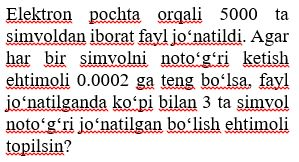 Elektron pochta orqali 5000 ta
simvoldan iborat fayl jo‘natildi. Agar
har bir simvolni noto‘g‘ri ketish
ehtimoli 0.0002 ga teng bo‘lsa, fayl
jo‘natilganda ko‘pi bilan 3 ta simvol
noto‘g‘ri jo‘natilgan bo‘lish ehtimoli
topilsin?